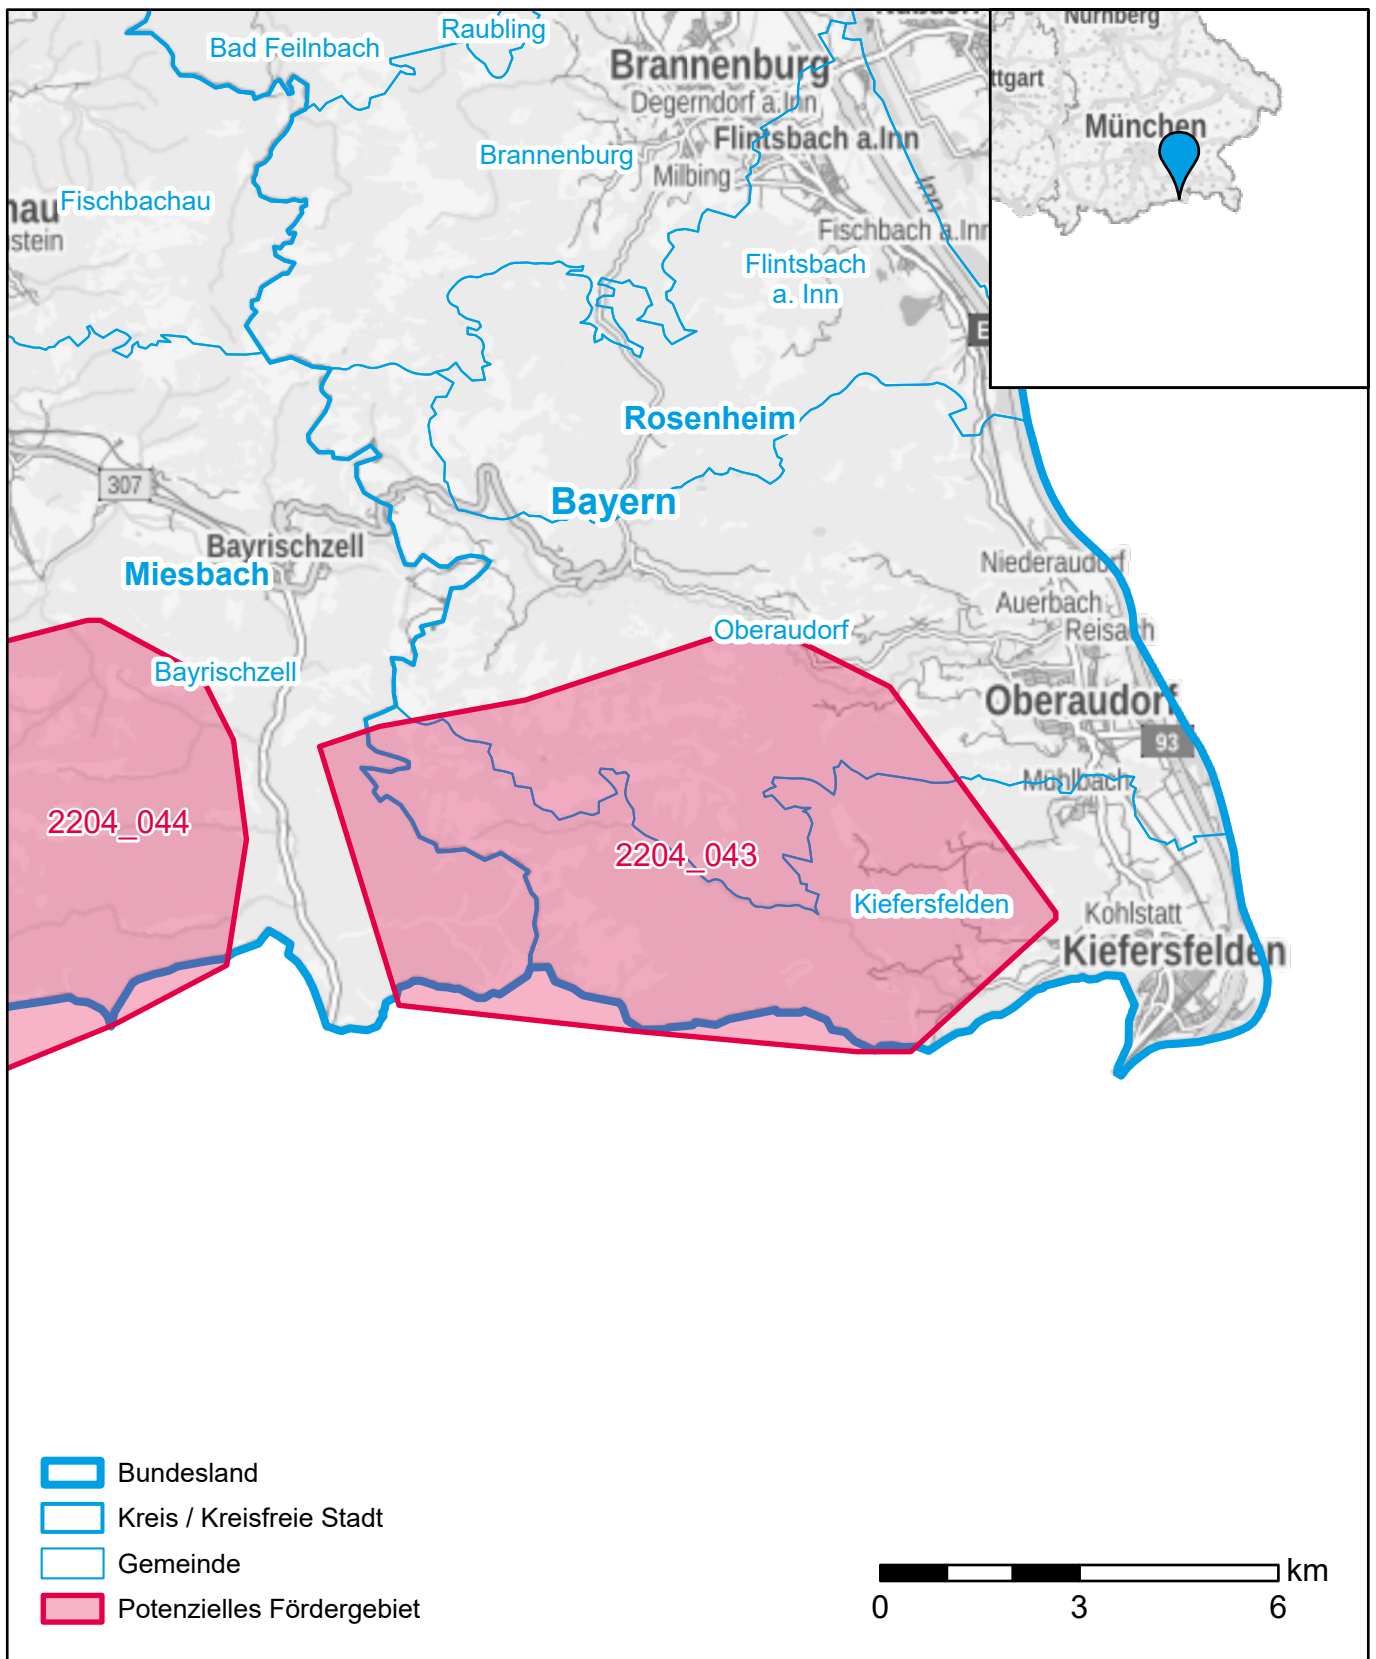 Raubling
Bad Feilnbach
Brannenburg
Degerndorf a.Inn
Flintsbach a.Inn
Brannenburg
Milbing
Fischbachau
nau
stein
Inn
Fischbach a.Inn
Flintsbach
a. Inn
E
Nürnberg
ttgart
München
Rosenheim
307
Bayern
Bayrischzell
Miesbach
Niederaudorf
Auerbach
Reisach
Oberaudorf
Bayrischzell
Oberaudorf
93
Mühlbach
2204_044
2204_043
Kiefersfelden
Kohlstatt
Kiefersfelden
Bundesland
Kreis / Kreisfreie Stadt
Gemeinde
Potenzielles Fördergebiet
km
0 3 6